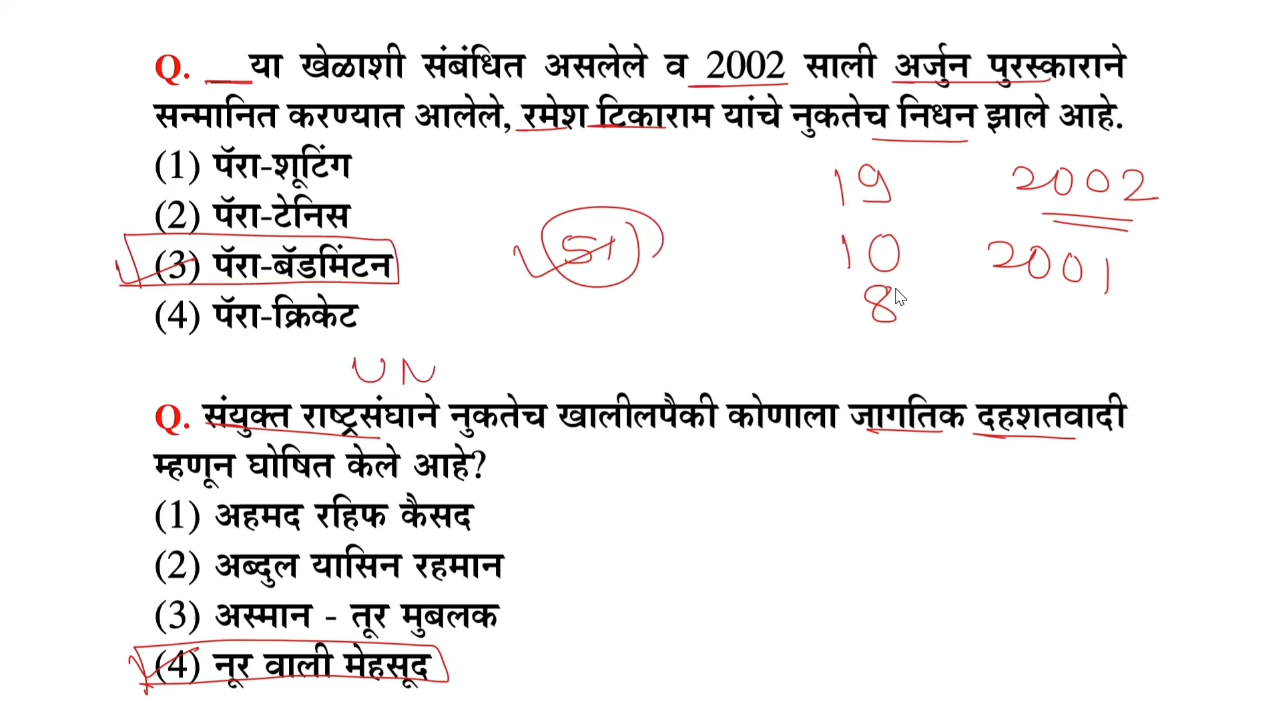 Q. __ या खेळाशी संबंधित असलेले व 2002 साली अर्जुन पुरस्काराने
सन्मानित करण्यात आलेले, रमेश टिकाराम यांचे नुकतेच निधन झाले आहे.
(1) पॅरा-शूटिंग
19 2002
(2) पॅरा-टेनिस
(3) पॅरा-बॅडमिंटन
51
10 2001
(4) पॅरा-क्रिकेट
8
UN
Q. संयुक्त राष्ट्रसंघाने नुकतेच खालीलपैकी कोणाला जागतिक दहशतवादी
म्हणून घोषित केले आहे?
(1) अहमद रहिफ कैसद
(2) अब्दुल यासिन रहमान
(3) अस्मान - तूर मुबलक
(4) नूर वाली मेहसूद